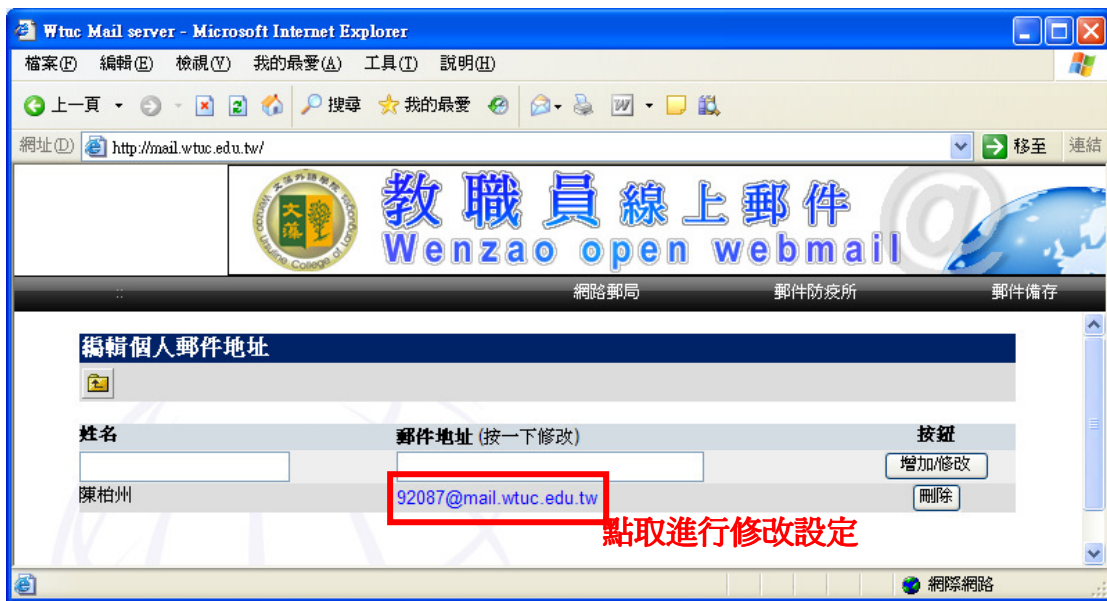 Wtuc Mail server - Microsoft Internet Explorer
檔案(F) 編輯(E) 檢視(V) 我的最愛(A) 工具(T) 說明(H)
上一頁 搜尋 我的最愛
網址(D) http://mail.wtuc.edu.tw/ 移至 連結
教職員線上郵件
Wenzao open webmail
:: 網路郵局 郵件防疫所 郵件備存
編輯個人郵件地址
姓名 郵件地址 (按一下修改) 按鈕
增加/修改
陳柏州 92087@mail.wtuc.edu.tw 刪除
點取進行修改設定
網際網路